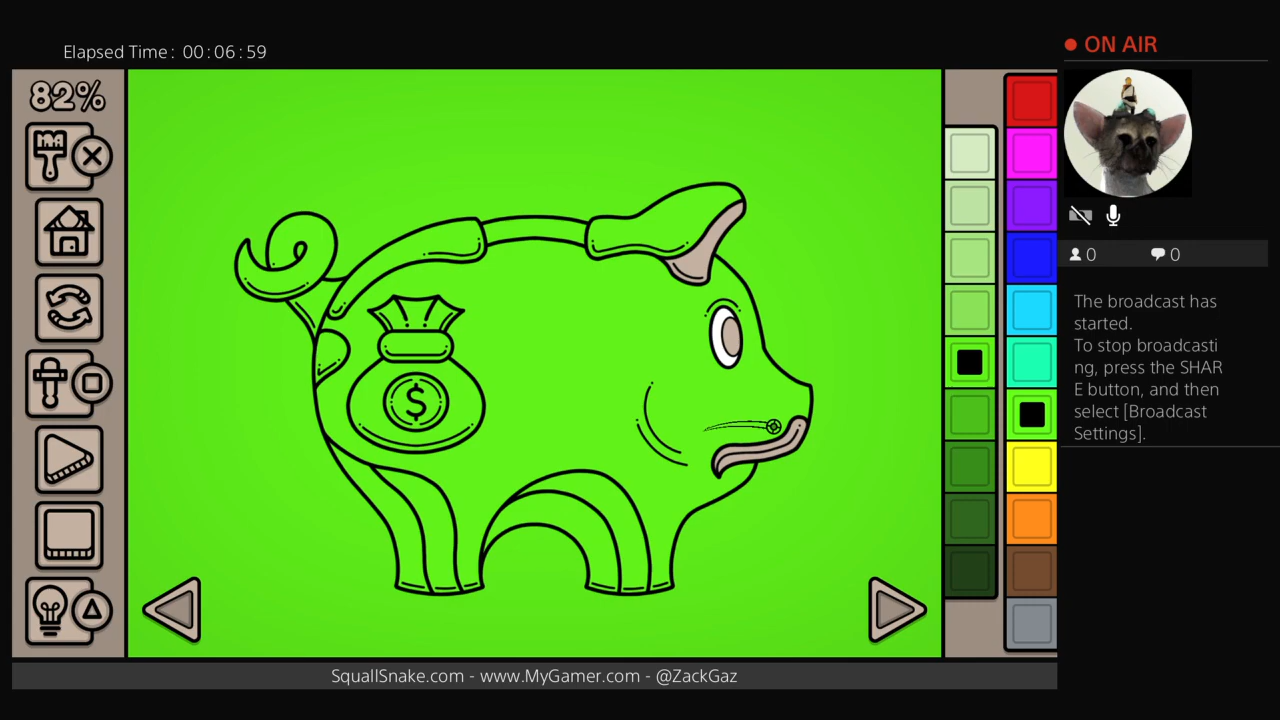 Elapsed Time: 00:06:59
ON AIR
82%
0 0
The broadcast has
started.
To stop broadcasti
ng, press the SHAR
E button, and then
select [Broadcast
Settings].
$
SquallSnake.com - www.MyGamer.com - @ZackGaz